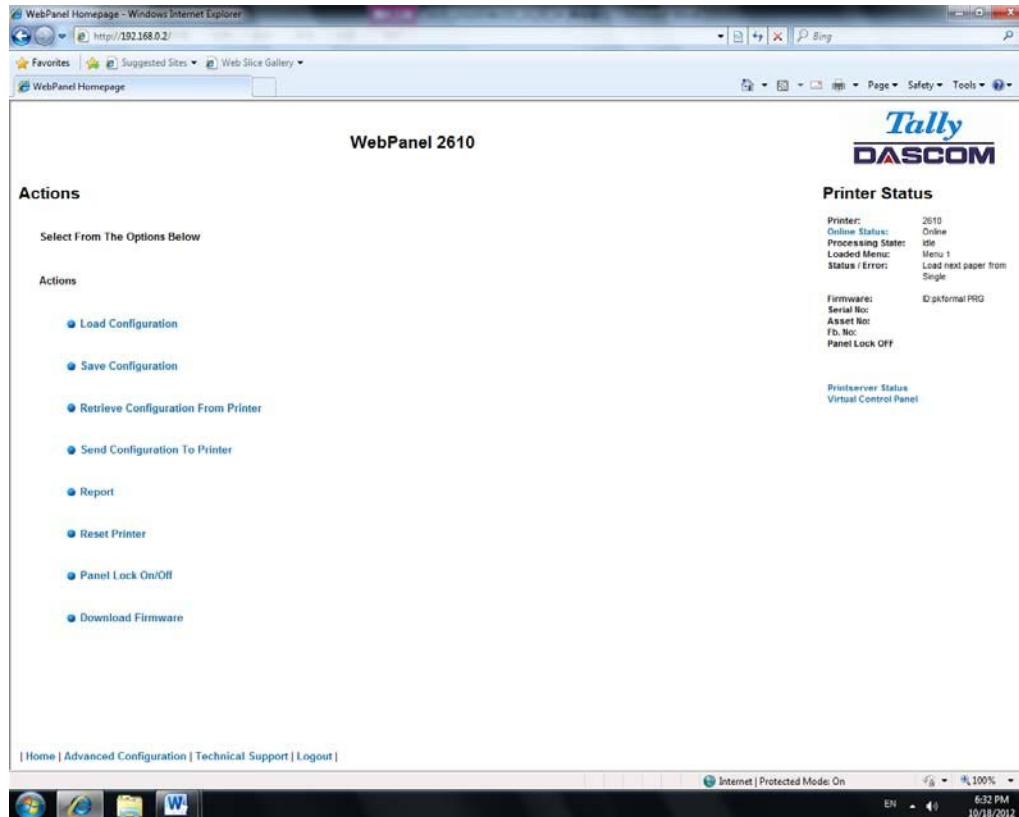 WebPanel Homepage - Windows Internet Explorer
http://192.168.0.2/
Bing
Favorites Suggested Sites Web Slice Gallery
WebPanel Homepage
Page Safety Tools
WebPanel 2610
Tally
DASCOM
Actions
Select From The Options Below
Actions
Load Configuration
Save Configuration
Retrieve Configuration From Printer
Send Configuration To Printer
Report
Reset Printer
Panel Lock On/Off
Download Firmware
Printer Status
Printer: 2610
Online Status: Online
Processing State: Idle
Loaded Menu: Menu 1
Status / Error: Load next paper from
Single
Firmware: ID:pkformal PRG
Serial No:
Asset No:
Fb. No:
Panel Lock OFF
Printserver Status
Virtual Control Panel
| Home | Advanced Configuration | Technical Support | Logout |
Internet | Protected Mode: On 100%
EN 6:32 PM
10/18/2012